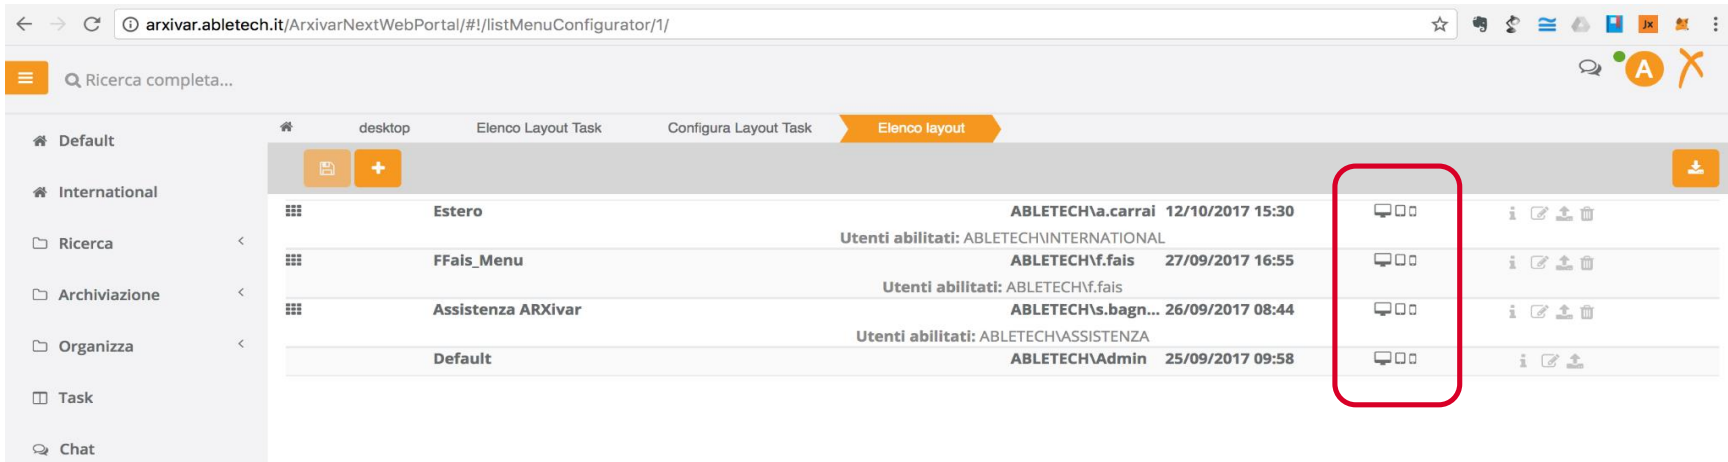 arxivar.abletech.it/ArxivarNextWebPortal/#!/listMenuConfigurator/1/
Jx
Ricerca completa...
A
Default
International
Ricerca
Archiviazione
Organizza
Task
Chat
desktop Elenco Layout Task Configura Layout Task Elenco layout
Estero ABLETECH\a.carrai 12/10/2017 15:30
Utenti abilitati: ABLETECH\INTERNATIONAL
FFais_Menu ABLETECH\f.fais 27/09/2017 16:55
Utenti abilitati: ABLETECH\f.fais
Assistenza ARXivar ABLETECH\s.bagn... 26/09/2017 08:44
Utenti abilitati: ABLETECH\ASSISTENZA
Default ABLETECH\Admin 25/09/2017 09:58